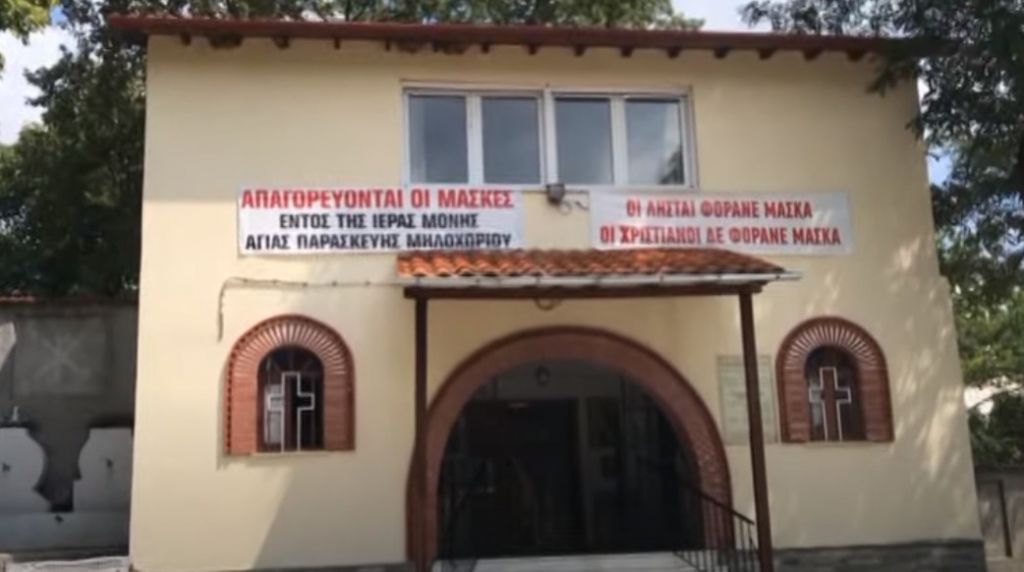 ΑΠΑΓΟΡΕΥΟΝΤΑΙ ΟΙ ΜΑΣΚΕΣ
ΕΝΤΟΣ ΤΗΣ ΙΕΡΑΣ ΜΟΝΗΣ
ΑΓΙΑΣ ΠΑΡΑΣΚΕΥΗΣ ΜΗΛΟΧΩΡΙΟΥ
ΟΙ ΛΗΣΤΑΙ ΦΟΡΑΝΕ ΜΑΣΚΑ
ΟΙ ΧΡΙΣΤΙΑΝΟΙ ΔΕ ΦΟΡΑΝΕ ΜΑΣΚΑ